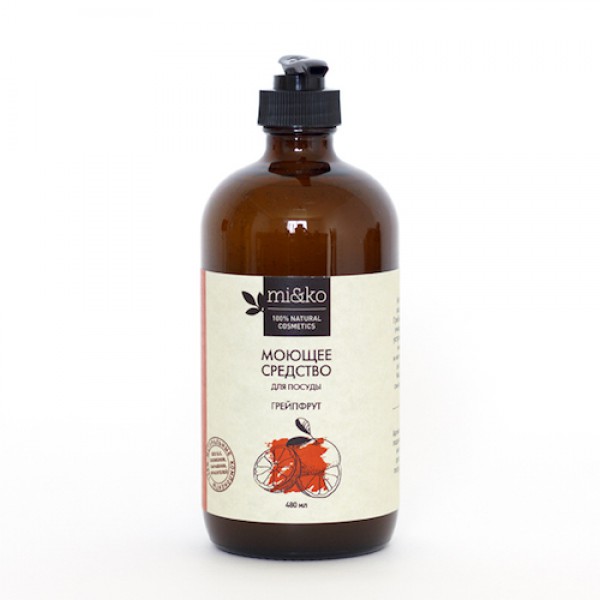 mi&ko
100% NATURAL
COSMETICS
МОЮЩЕЕ
СРЕДСТВО
ДЛЯ ПОСУДЫ
ГРЕЙПФРУТ
480 мл